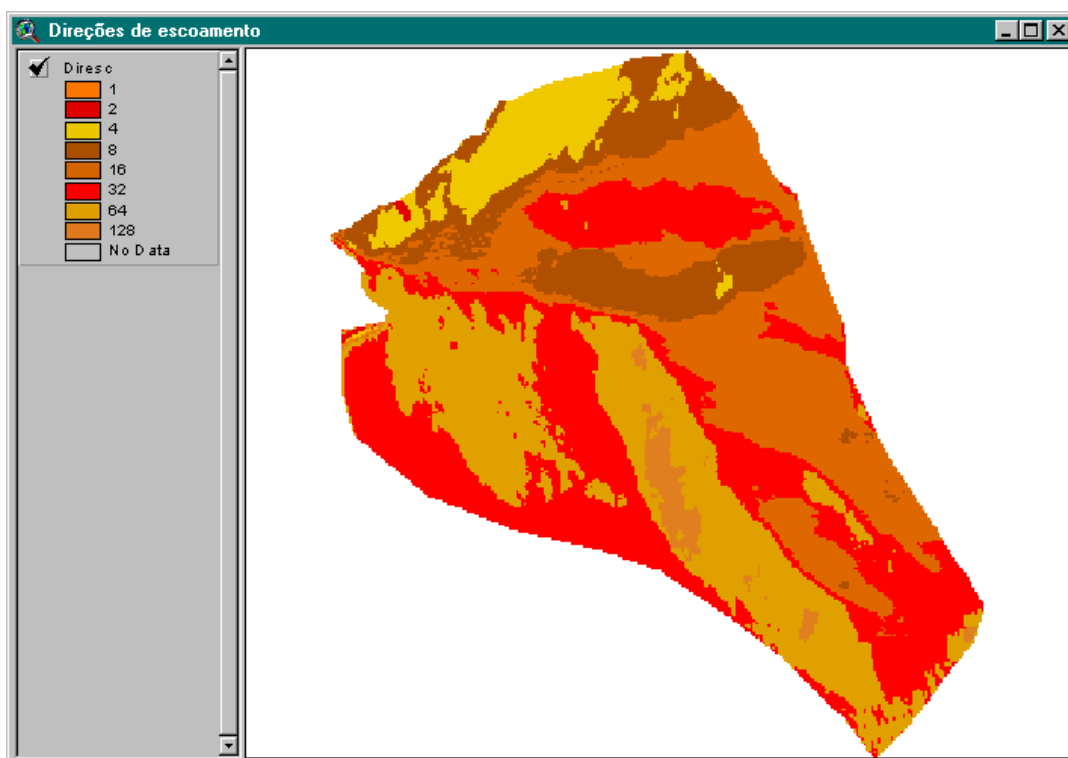 Direções de escoamento
Diresc
1
2
4
8
16
32
64
128
No Data